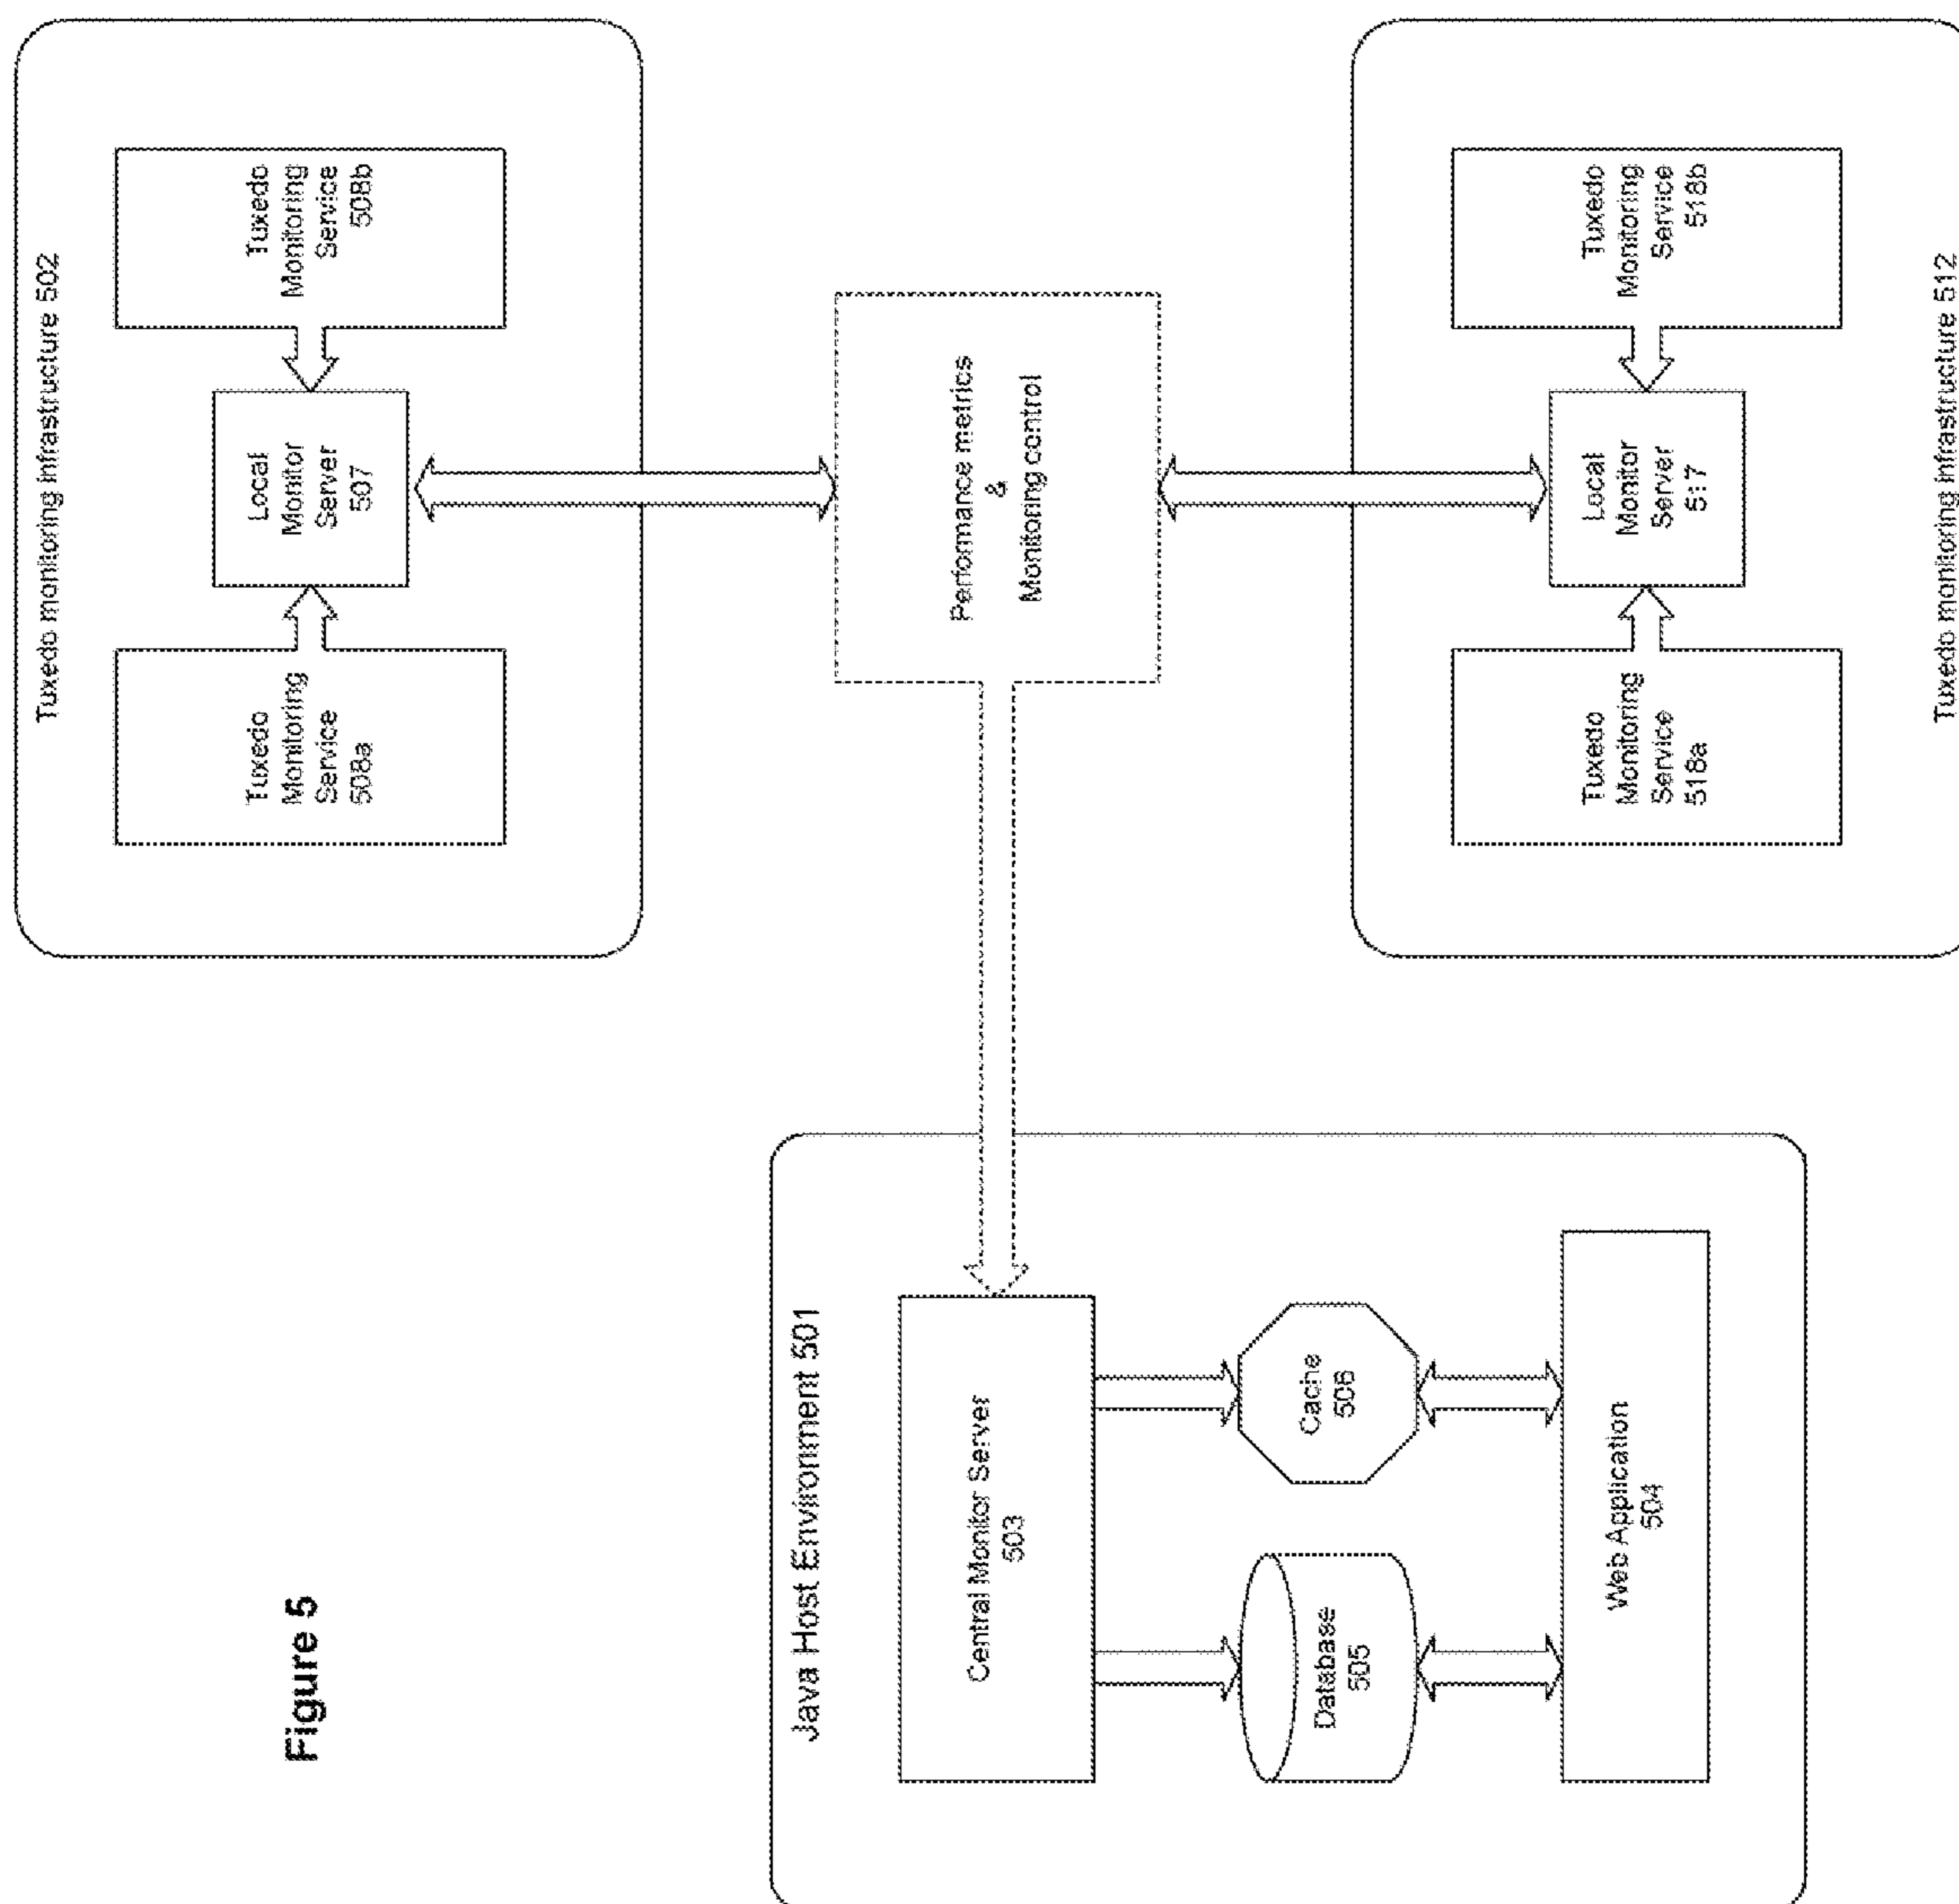 Figure 5
Java Host Environment 501
Central Monitor Server
503
Database
505
Cache
506
Web Application
504
Tuxedo monitoring infrastructure 502
Tuxedo
Monitoring
Service
508a
Local
Monitor
Server
507
Tuxedo
Monitoring
Service
508b
Performance metrics
&
Monitoring control
Tuxedo
Monitoring
Service
518a
Local
Monitor
Server
517
Tuxedo
Monitoring
Service
518b
Tuxedo monitoring infrastructure 512